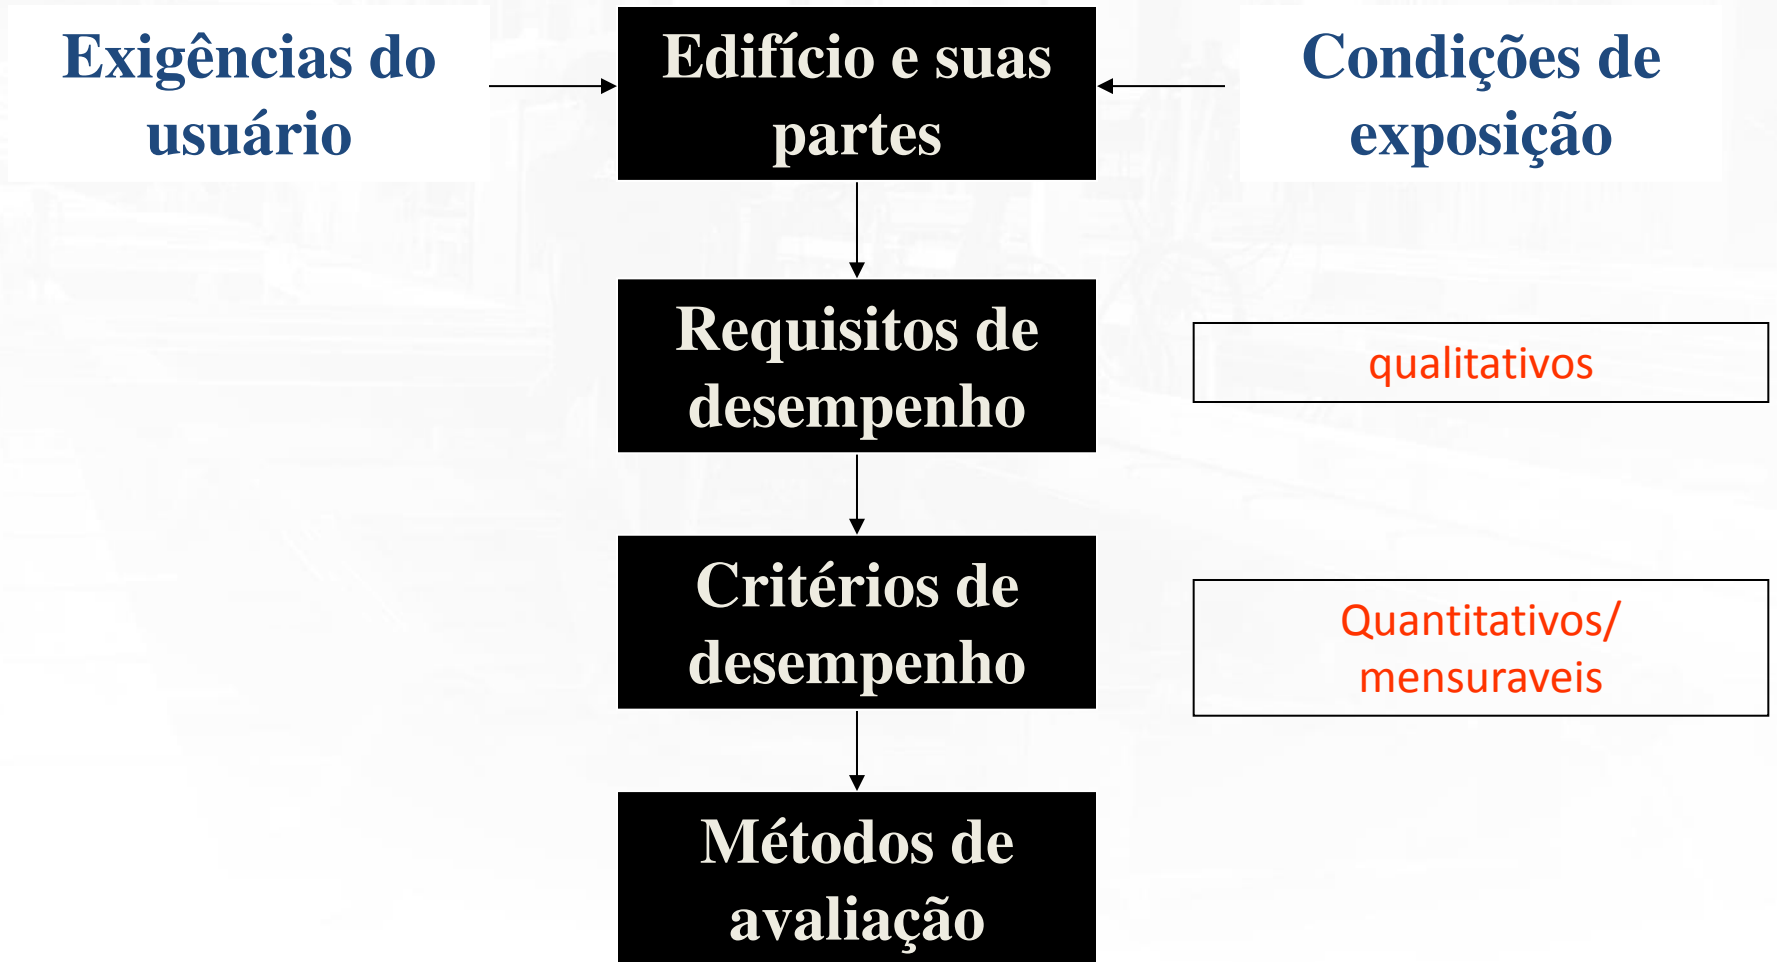 Exigências do
usuário
Edifício e suas
partes
Condições de
exposição
Requisitos de
desempenho
qualitativos
Critérios de
desempenho
Quantitativos/
mensuraveis
Métodos de
avaliação